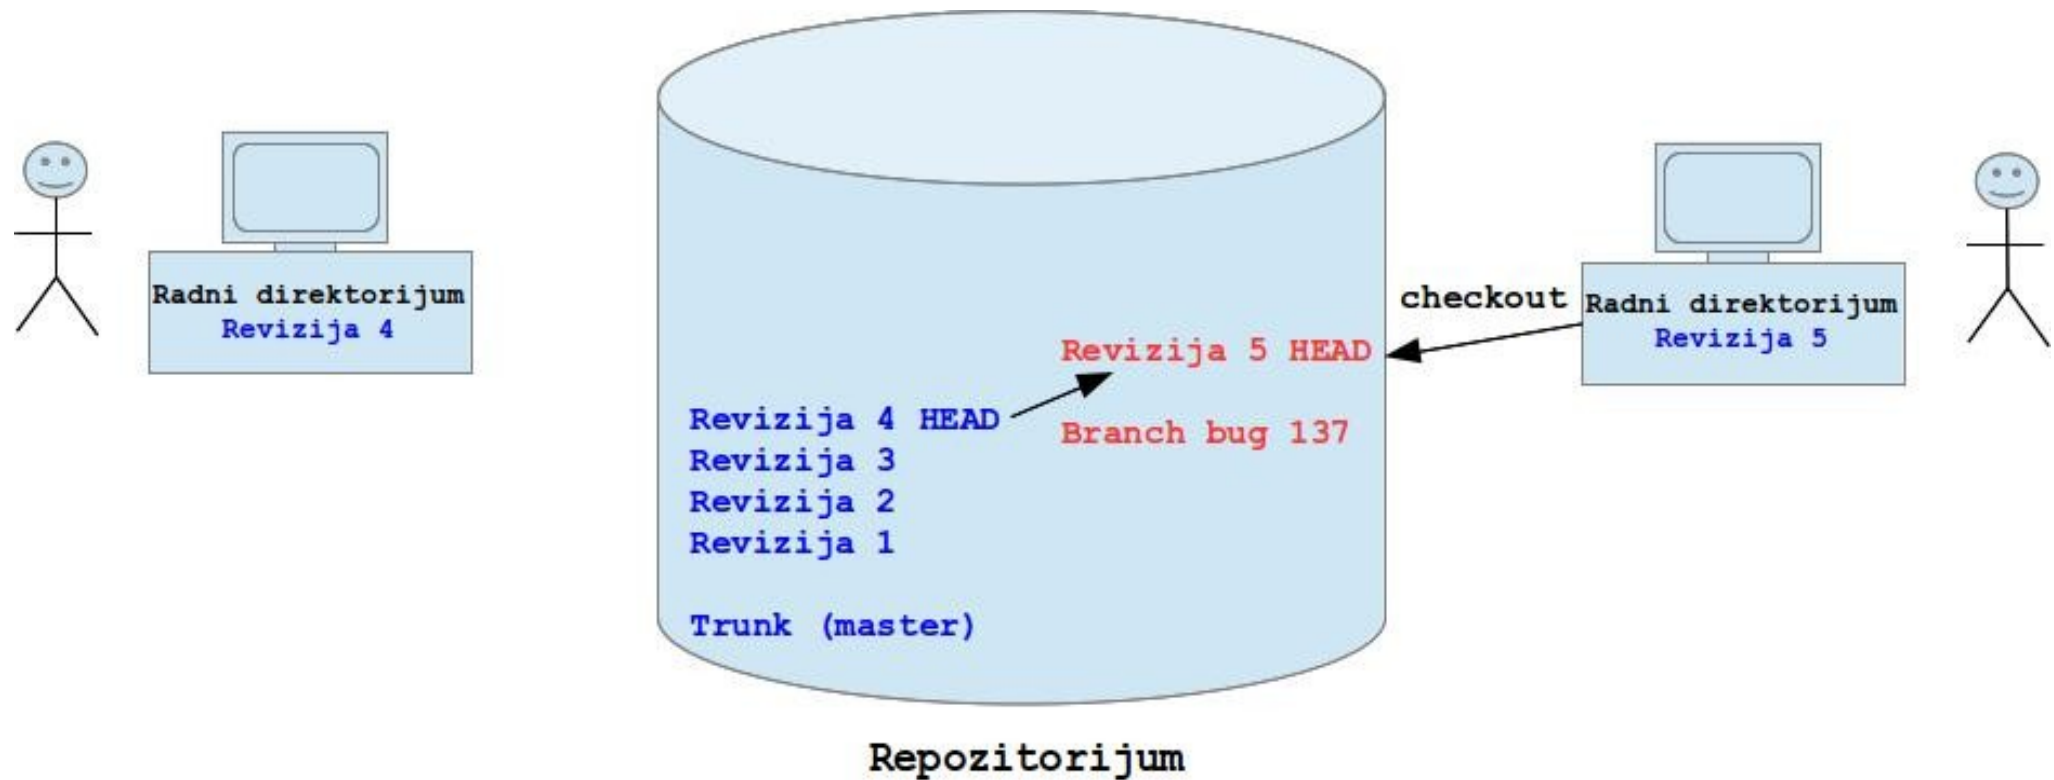 Radni direktorijum
Revizija 4
Revizija 5 HEAD
Revizija 4 HEAD
Branch bug 137
Revizija 3
Revizija 2
Revizija 1
Trunk (master)
checkout
Radni direktorijum
Revizija 5
Repozitorijum